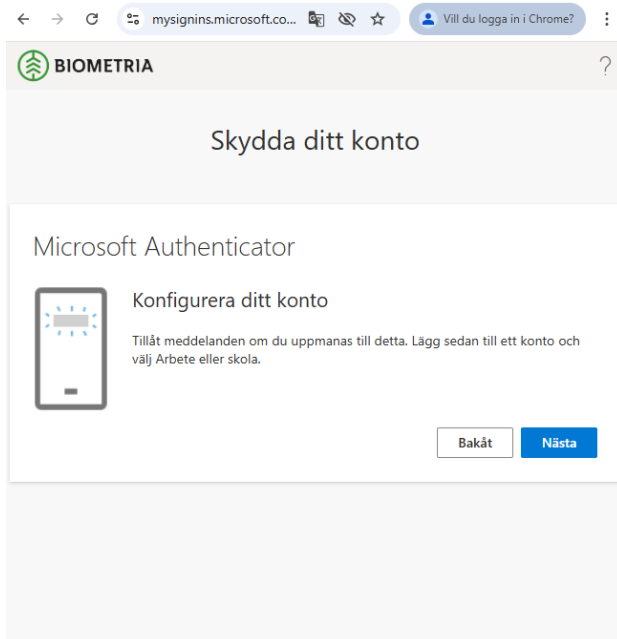 mysignins.microsoft.co...
Vill du logga in i Chrome?
BIOMETRIA
?
Skydda ditt konto
Microsoft Authenticator
Konfigurera ditt konto
Tillåt meddelanden om du uppmanas till detta. Lägg sedan till ett konto och
välj Arbete eller skola.
Bakåt
Nästa